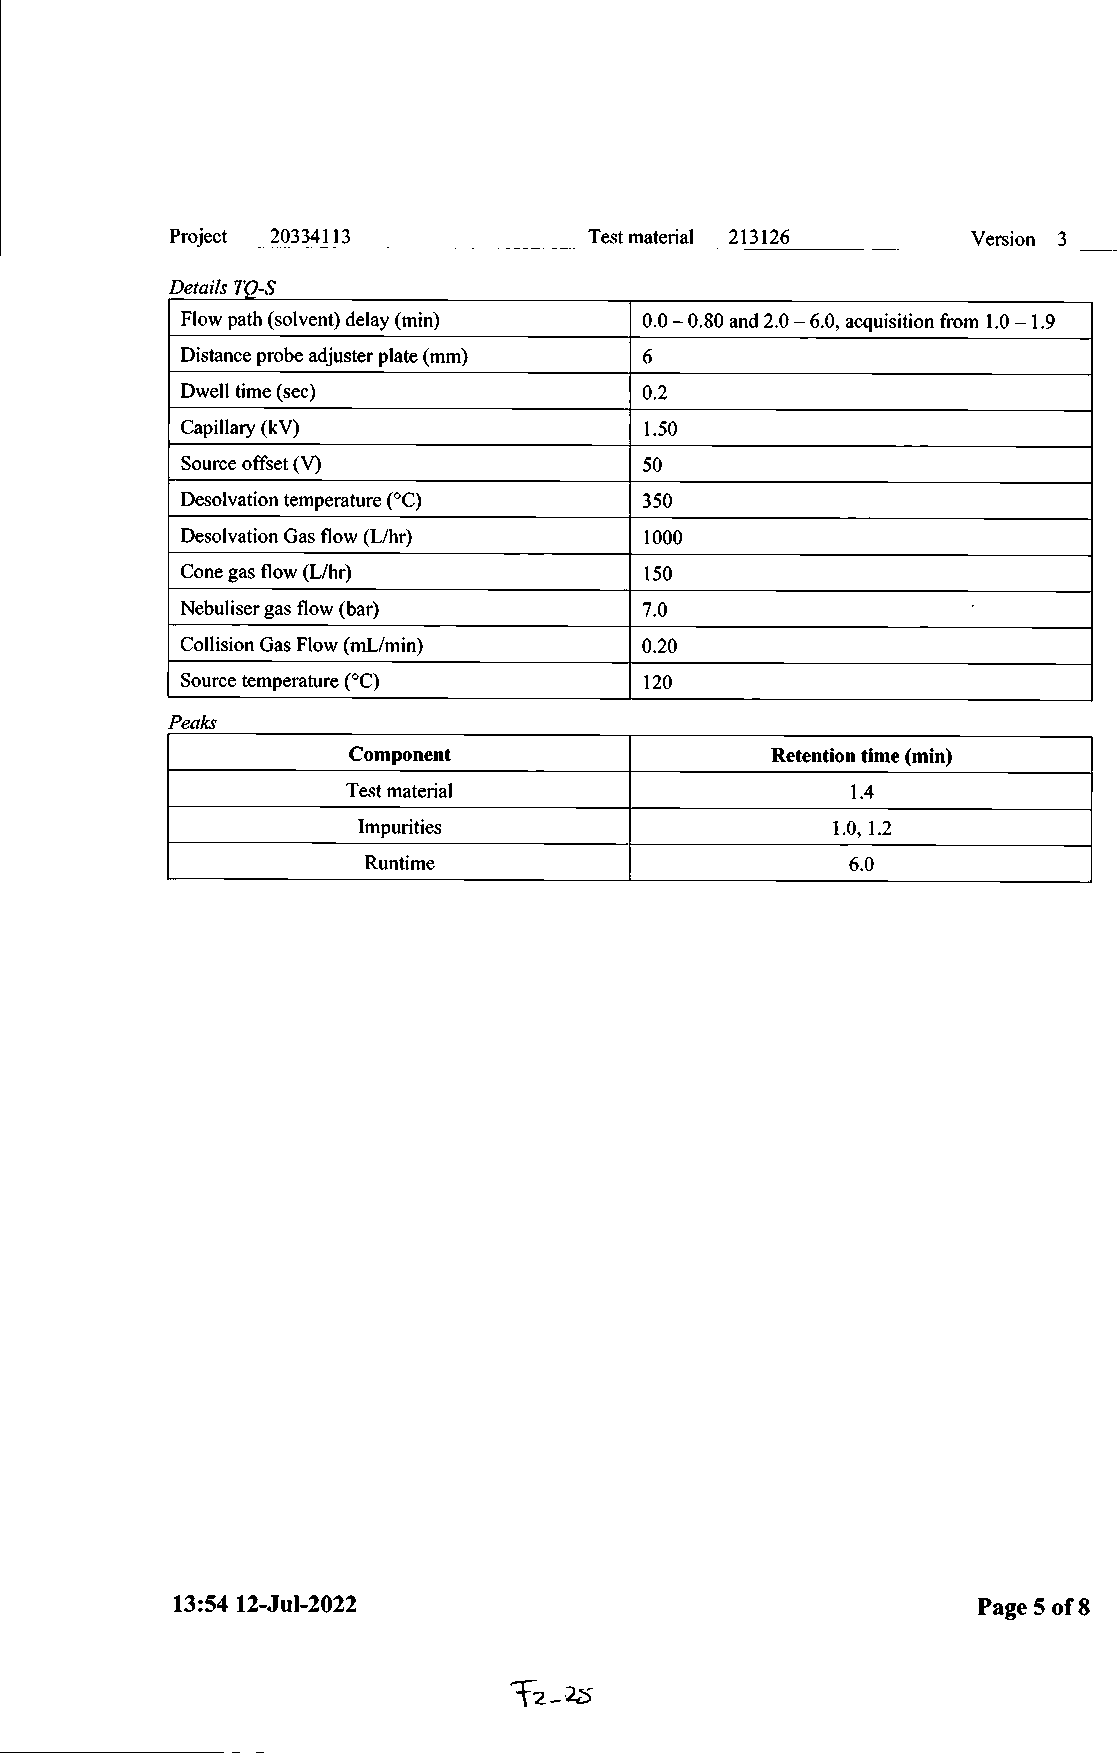 Project 20334113 Test material 213126 Version 3
Details TQ-S
Flow path (solvent) delay (min) 0.0 – 0.80 and 2.0 – 6.0, acquisition from 1.0 – 1.9
Distance probe adjuster plate (mm) 6
Dwell time (sec) 0.2
Capillary (kV) 1.50
Source offset (V) 50
Desolvation temperature (°C) 350
Desolvation Gas flow (L/hr) 1000
Cone gas flow (L/hr) 150
Nebuliser gas flow (bar) 7.0
Collision Gas Flow (mL/min) 0.20
Source temperature (°C) 120
Peaks
Component Retention time (min)
Test material 1.4
Impurities 1.0, 1.2
Runtime 6.0
13:54 12-Jul-2022 Page 5 of 8
F2-25